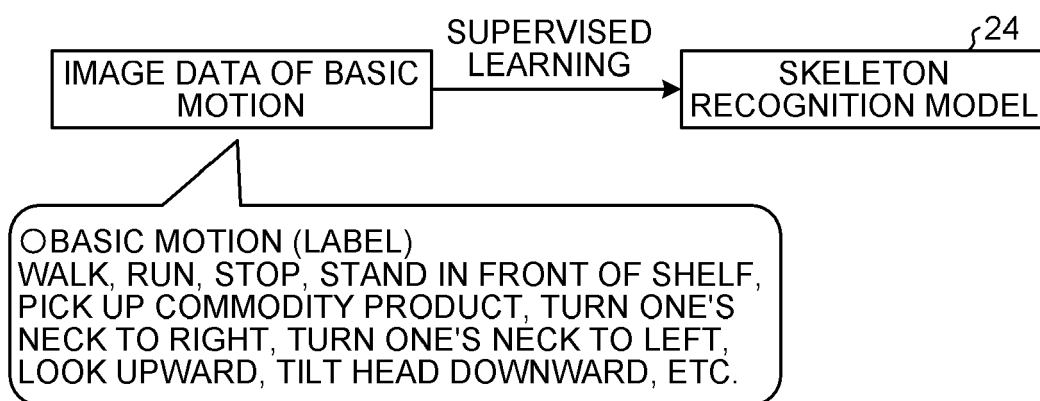 SUPERVISED
LEARNING
24
IMAGE DATA OF BASIC
MOTION
SKELETON
RECOGNITION MODEL
○BASIC MOTION (LABEL)
WALK, RUN, STOP, STAND IN FRONT OF SHELF,
PICK UP COMMODITY PRODUCT, TURN ONE'S
NECK TO RIGHT, TURN ONE'S NECK TO LEFT,
LOOK UPWARD, TILT HEAD DOWNWARD, ETC.